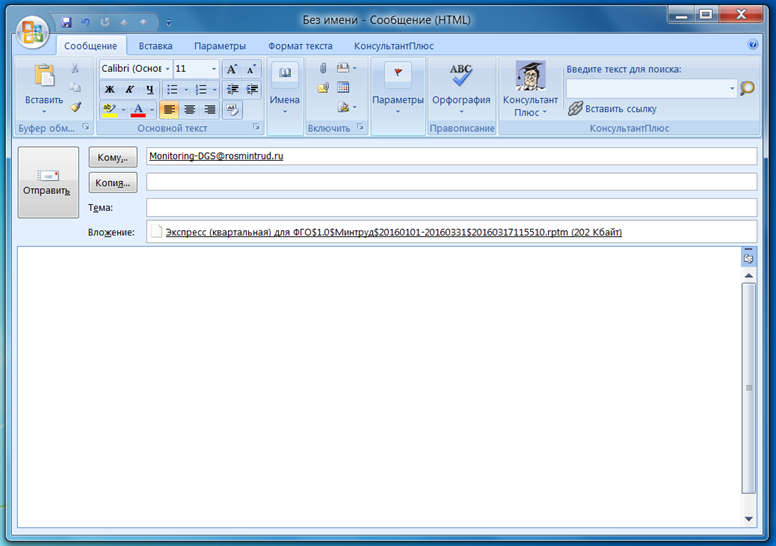 Без имени - Сообщение (HTML)
Сообщение Вставка Параметры Формат текста КонсультантПлюс
Calibri (Основ 11
Введите текст для поиска:
Ж К Ч
Вставить
Имена
Параметры
ABC
Орфография
Консультант Плюс
Вставить ссылку
Буфер обм...
Основной текст
Включить
Правописание
КонсультантПлюс
Отправить
Кому... Monitoring-DGS@rosmintrud.ru
Копия...
Тема:
Вложение: Экспресс (квартальная) для ФГО$1.0$Минтруд$20160101-20160331$20160317115510.rptm (202 Кбайт)